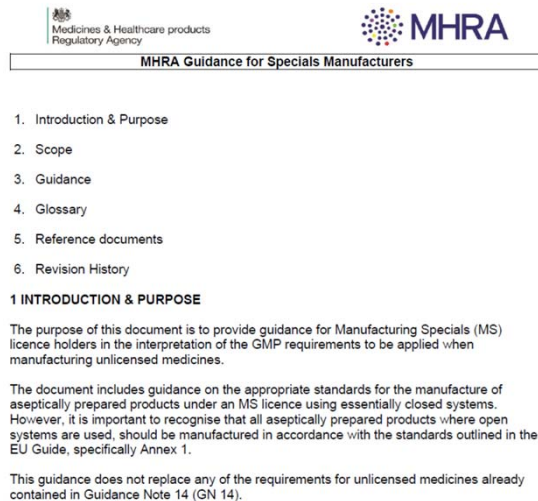 Medicines & Healthcare products
Regulatory Agency
MHRA
MHRA Guidance for Specials Manufacturers
1. Introduction & Purpose
2. Scope
3. Guidance
4. Glossary
5. Reference documents
6. Revision History
1 INTRODUCTION & PURPOSE
The purpose of this document is to provide guidance for Manufacturing Specials (MS)
licence holders in the interpretation of the GMP requirements to be applied when
manufacturing unlicensed medicines.
The document includes guidance on the appropriate standards for the manufacture of
aseptically prepared products under an MS licence using essentially closed systems.
However, it is important to recognise that all aseptically prepared products where open
systems are used, should be manufactured in accordance with the standards outlined in the
EU Guide, specifically Annex 1.
This guidance does not replace any of the requirements for unlicensed medicines already
contained in Guidance Note 14 (GN 14).